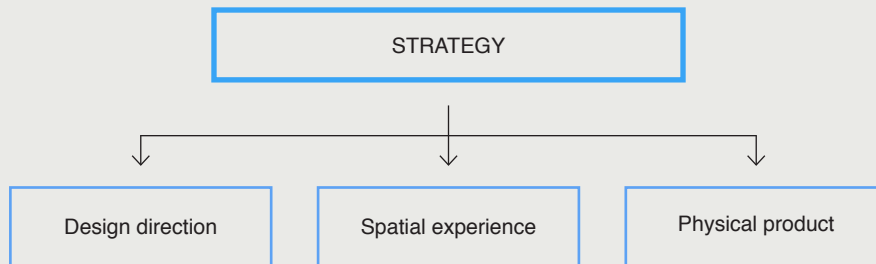 STRATEGY
Design direction
Spatial experience
Physical product